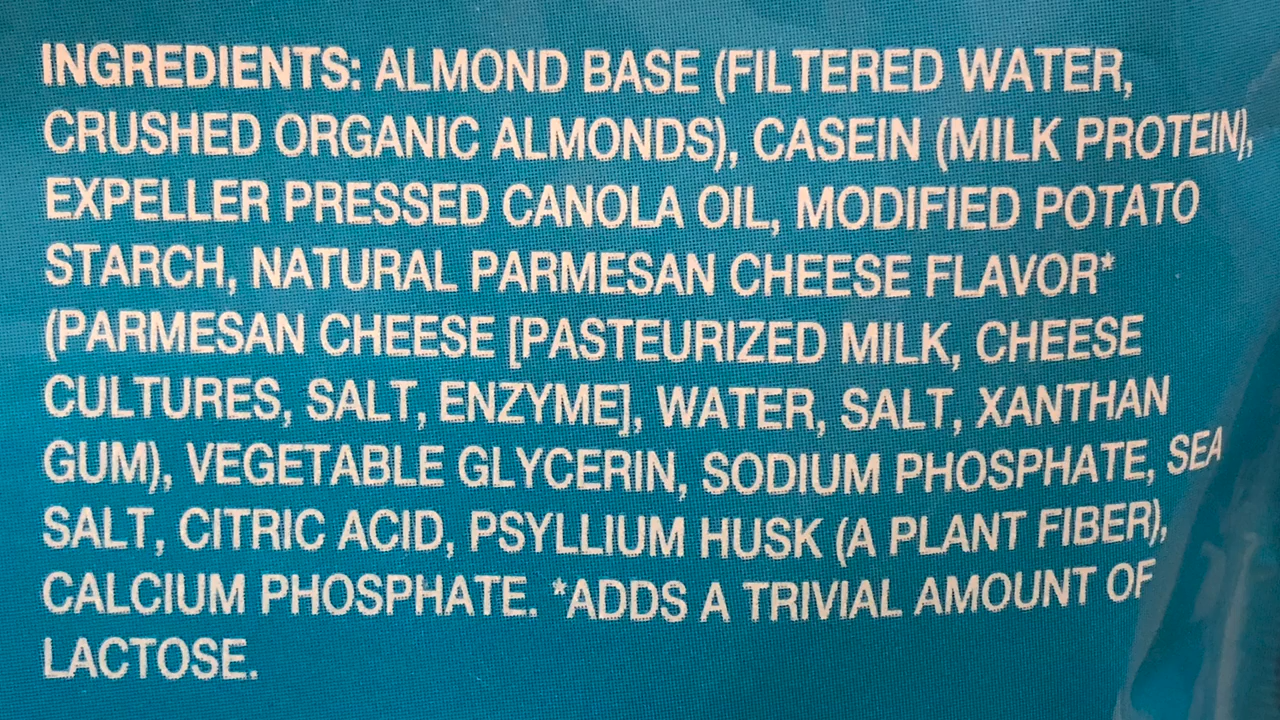 INGREDIENTS: ALMOND BASE (FILTERED WATER,
CRUSHED ORGANIC ALMONDS), CASEIN (MILK PROTEIN),
EXPELLER PRESSED CANOLA OIL, MODIFIED POTATO
STARCH, NATURAL PARMESAN CHEESE FLAVOR*
(PARMESAN CHEESE [PASTEURIZED MILK, CHEESE
CULTURES, SALT, ENZYME], WATER, SALT, XANTHAN
GUM), VEGETABLE GLYCERIN, SODIUM PHOSPHATE, SEA
SALT, CITRIC ACID, PSYLLIUM HUSK (A PLANT FIBER),
CALCIUM PHOSPHATE. *ADDS A TRIVIAL AMOUNT OF
LACTOSE.